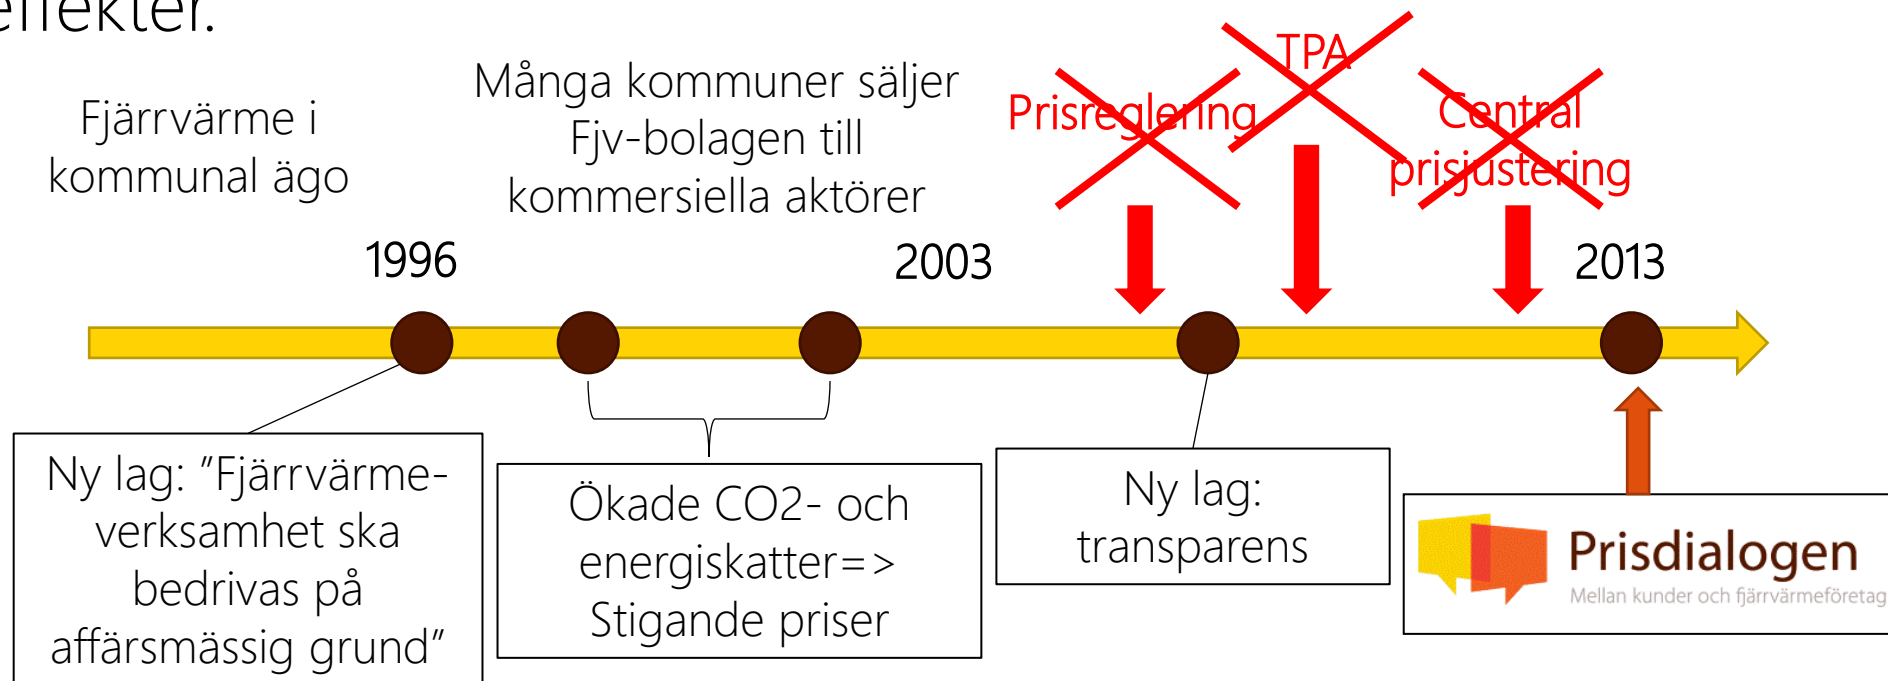 effekter.
Fjärrvärme i
kommunal ägo
Många kommuner säljer
Fjv-bolagen till
kommersiella aktörer
Prisreglering
TPA
Central
prisjustering
1996
2003
2013
Ny lag: ”Fjärrvärme-
verksamhet ska
bedrivas på
affärsmässig grund”
Ökade CO2- och
energiskatter=>
Stigande priser
Ny lag:
transparens
Prisdialogen
Mellan kunder och fjärrvärmeföretag